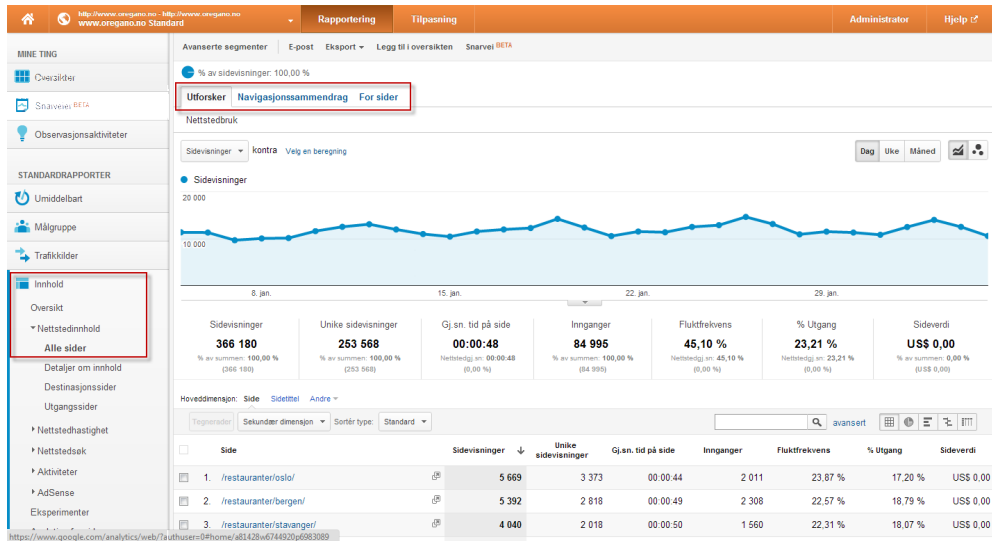 http://www.oregano.no - http://www.oregano.no
www.oregano.no Standard
Rapportering
Tilpasning
Administrator
Hjelp
MINE TING
Oversikter
Snarveier BETA
Observasjonsaktiviteter
STANDARDRAPPORTER
Umiddelbart
Målgruppe
Trafikkilder
Innhold
Oversikt
Nettstedinnhold
Alle sider
Detaljer om innhold
Destinasjonssider
Utgangssider
Nettstedhastighet
Nettstedsøk
Aktiviteter
AdSense
Eksperimenter
https://www.google.com/analytics/web/?authuser=0#home/a81428w6744920p6983089
Avanserte segmenter E-post Eksport Legg til i oversikten Snarvei BETA
% av sidevisninger: 100,00 %
Utforsker Navigasjonssammendrag For sider
Nettstedbruk
Sidevisninger kontra Velg en beregning
Dag Uke Måned
Sidevisninger
20 000
10 000
8. jan. 15. jan. 22. jan. 29. jan.
Sidevisninger Unike sidevisninger Gj.sn. tid på side Innganger Fluktfrekvens % Utgang Sideverdi
366 180 253 568 00:00:48 84 995 45,10 % 23,21 % US$ 0,00
% av summen: 100,00 % % av summen: 100,00 % Nettstedgj.sn: 00:00:48 % av summen: 100,00 % Nettstedgj.sn: 45,10 % Nettstedgj.sn: 23,21 % % av summen: 0,00 %
(366 180) (253 568) (0,00 %) (84 995) (0,00 %) (0,00 %) (US$ 0,00)
Hoveddimensjon: Side Sidetittel Andre
Tegnerader Sekundær dimensjon Sortér type: Standard avansert
Side Sidevisninger Unike sidevisninger Gj.sn. tid på side Innganger Fluktfrekvens % Utgang Sideverdi
1. /restauranter/oslo/ 5 669 3 373 00:00:44 2 011 23,87 % 17,20 % US$ 0,00
2. /restauranter/bergen/ 5 392 2 818 00:00:49 2 308 22,57 % 18,79 % US$ 0,00
3. /restauranter/stavanger/ 4 040 2 018 00:00:50 1 560 22,31 % 18,07 % US$ 0,00